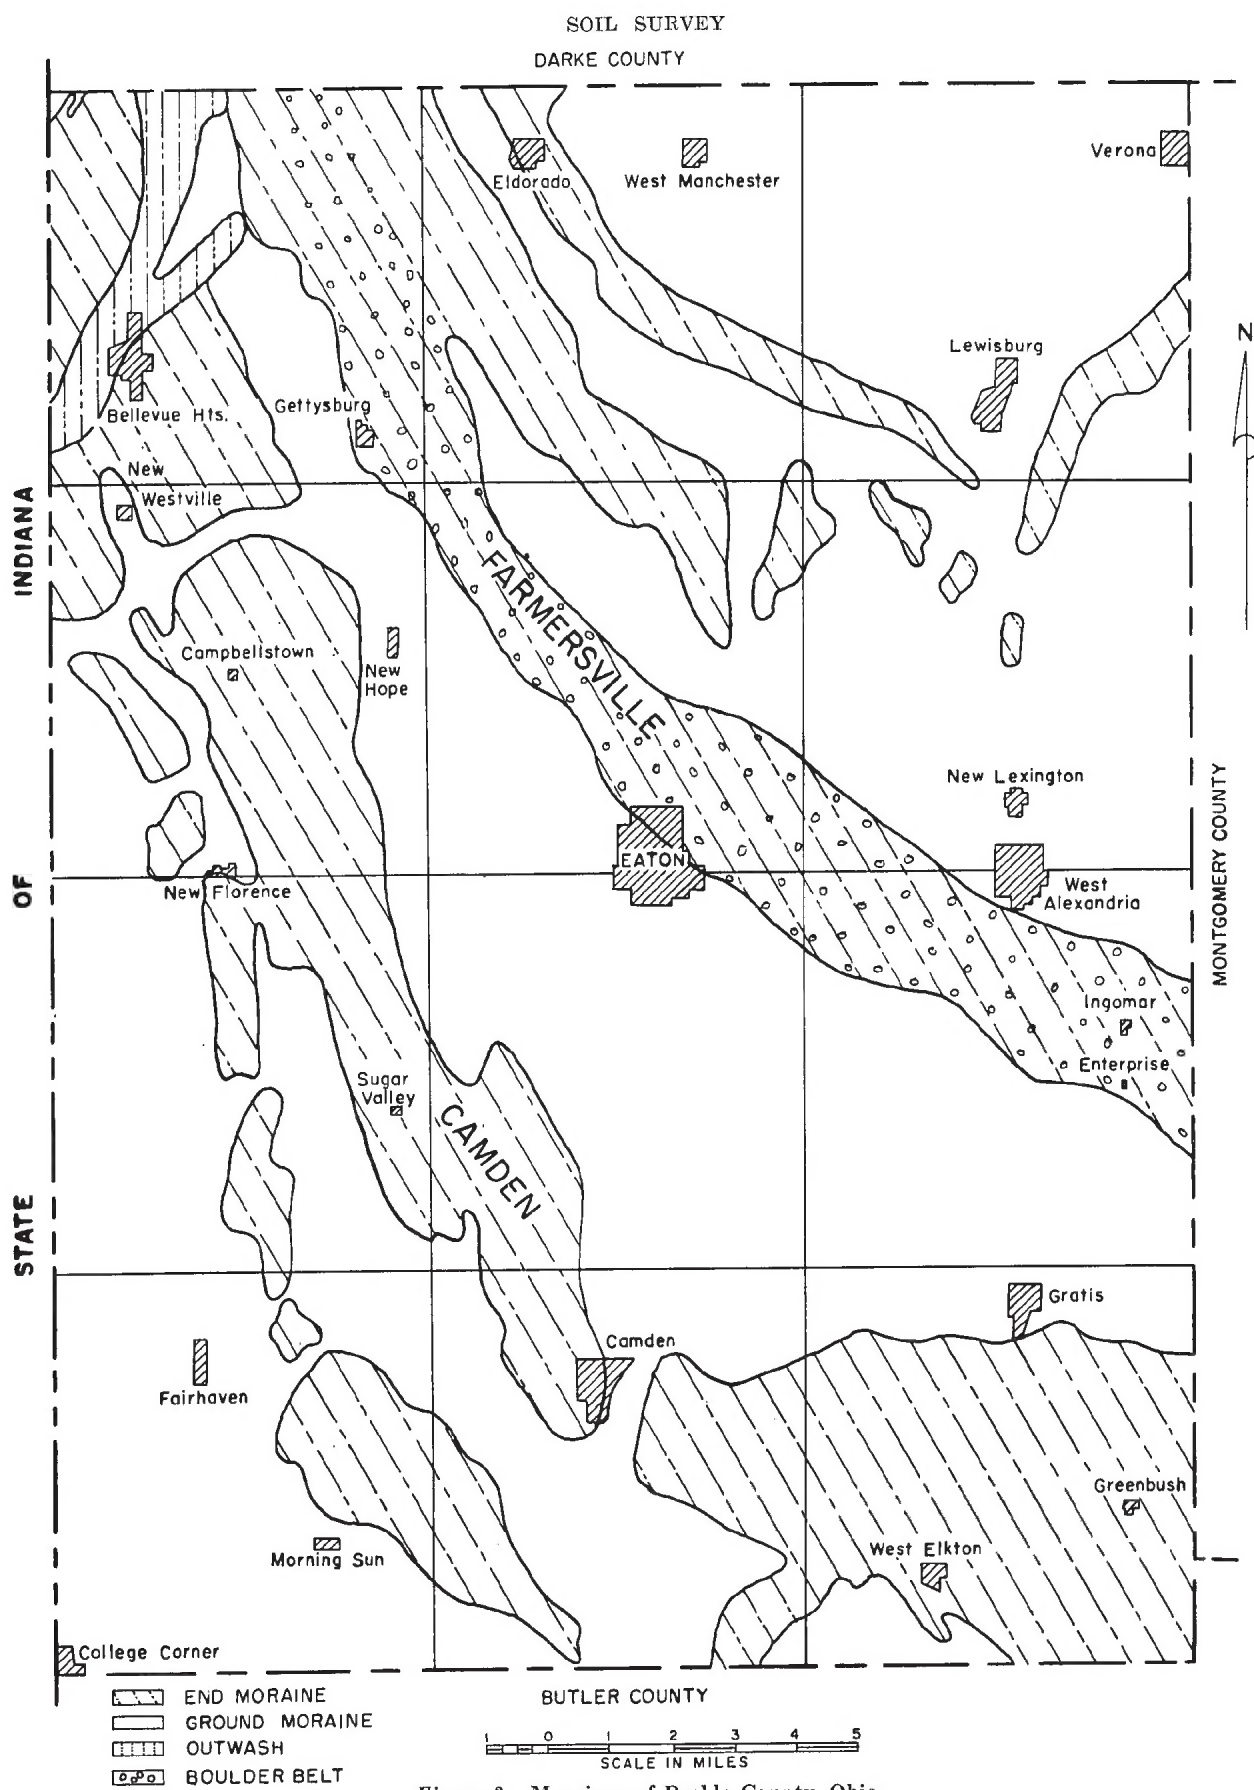 SOIL SURVEY
DARKE COUNTY
Verona
Eldorado
West Manchester
N
Lewisburg
Gettysburg
Bellevue Hts.
New
Westville
INDIANA
FARMERSVILLE
Campbellstown
New
Hope
New Lexington
MONTGOMERY COUNTY
EATON
West
Alexandria
OF
New Florence
Ingomar
Enterprise
Sugar
Valley
CAMDEN
STATE
Gratis
Camden
Fairhaven
Greenbush
West Elkton
Morning Sun
College Corner
END MORAINE
GROUND MORAINE
OUTWASH
BOULDER BELT
BUTLER COUNTY
1 0 1 2 3 4 5
SCALE IN MILES